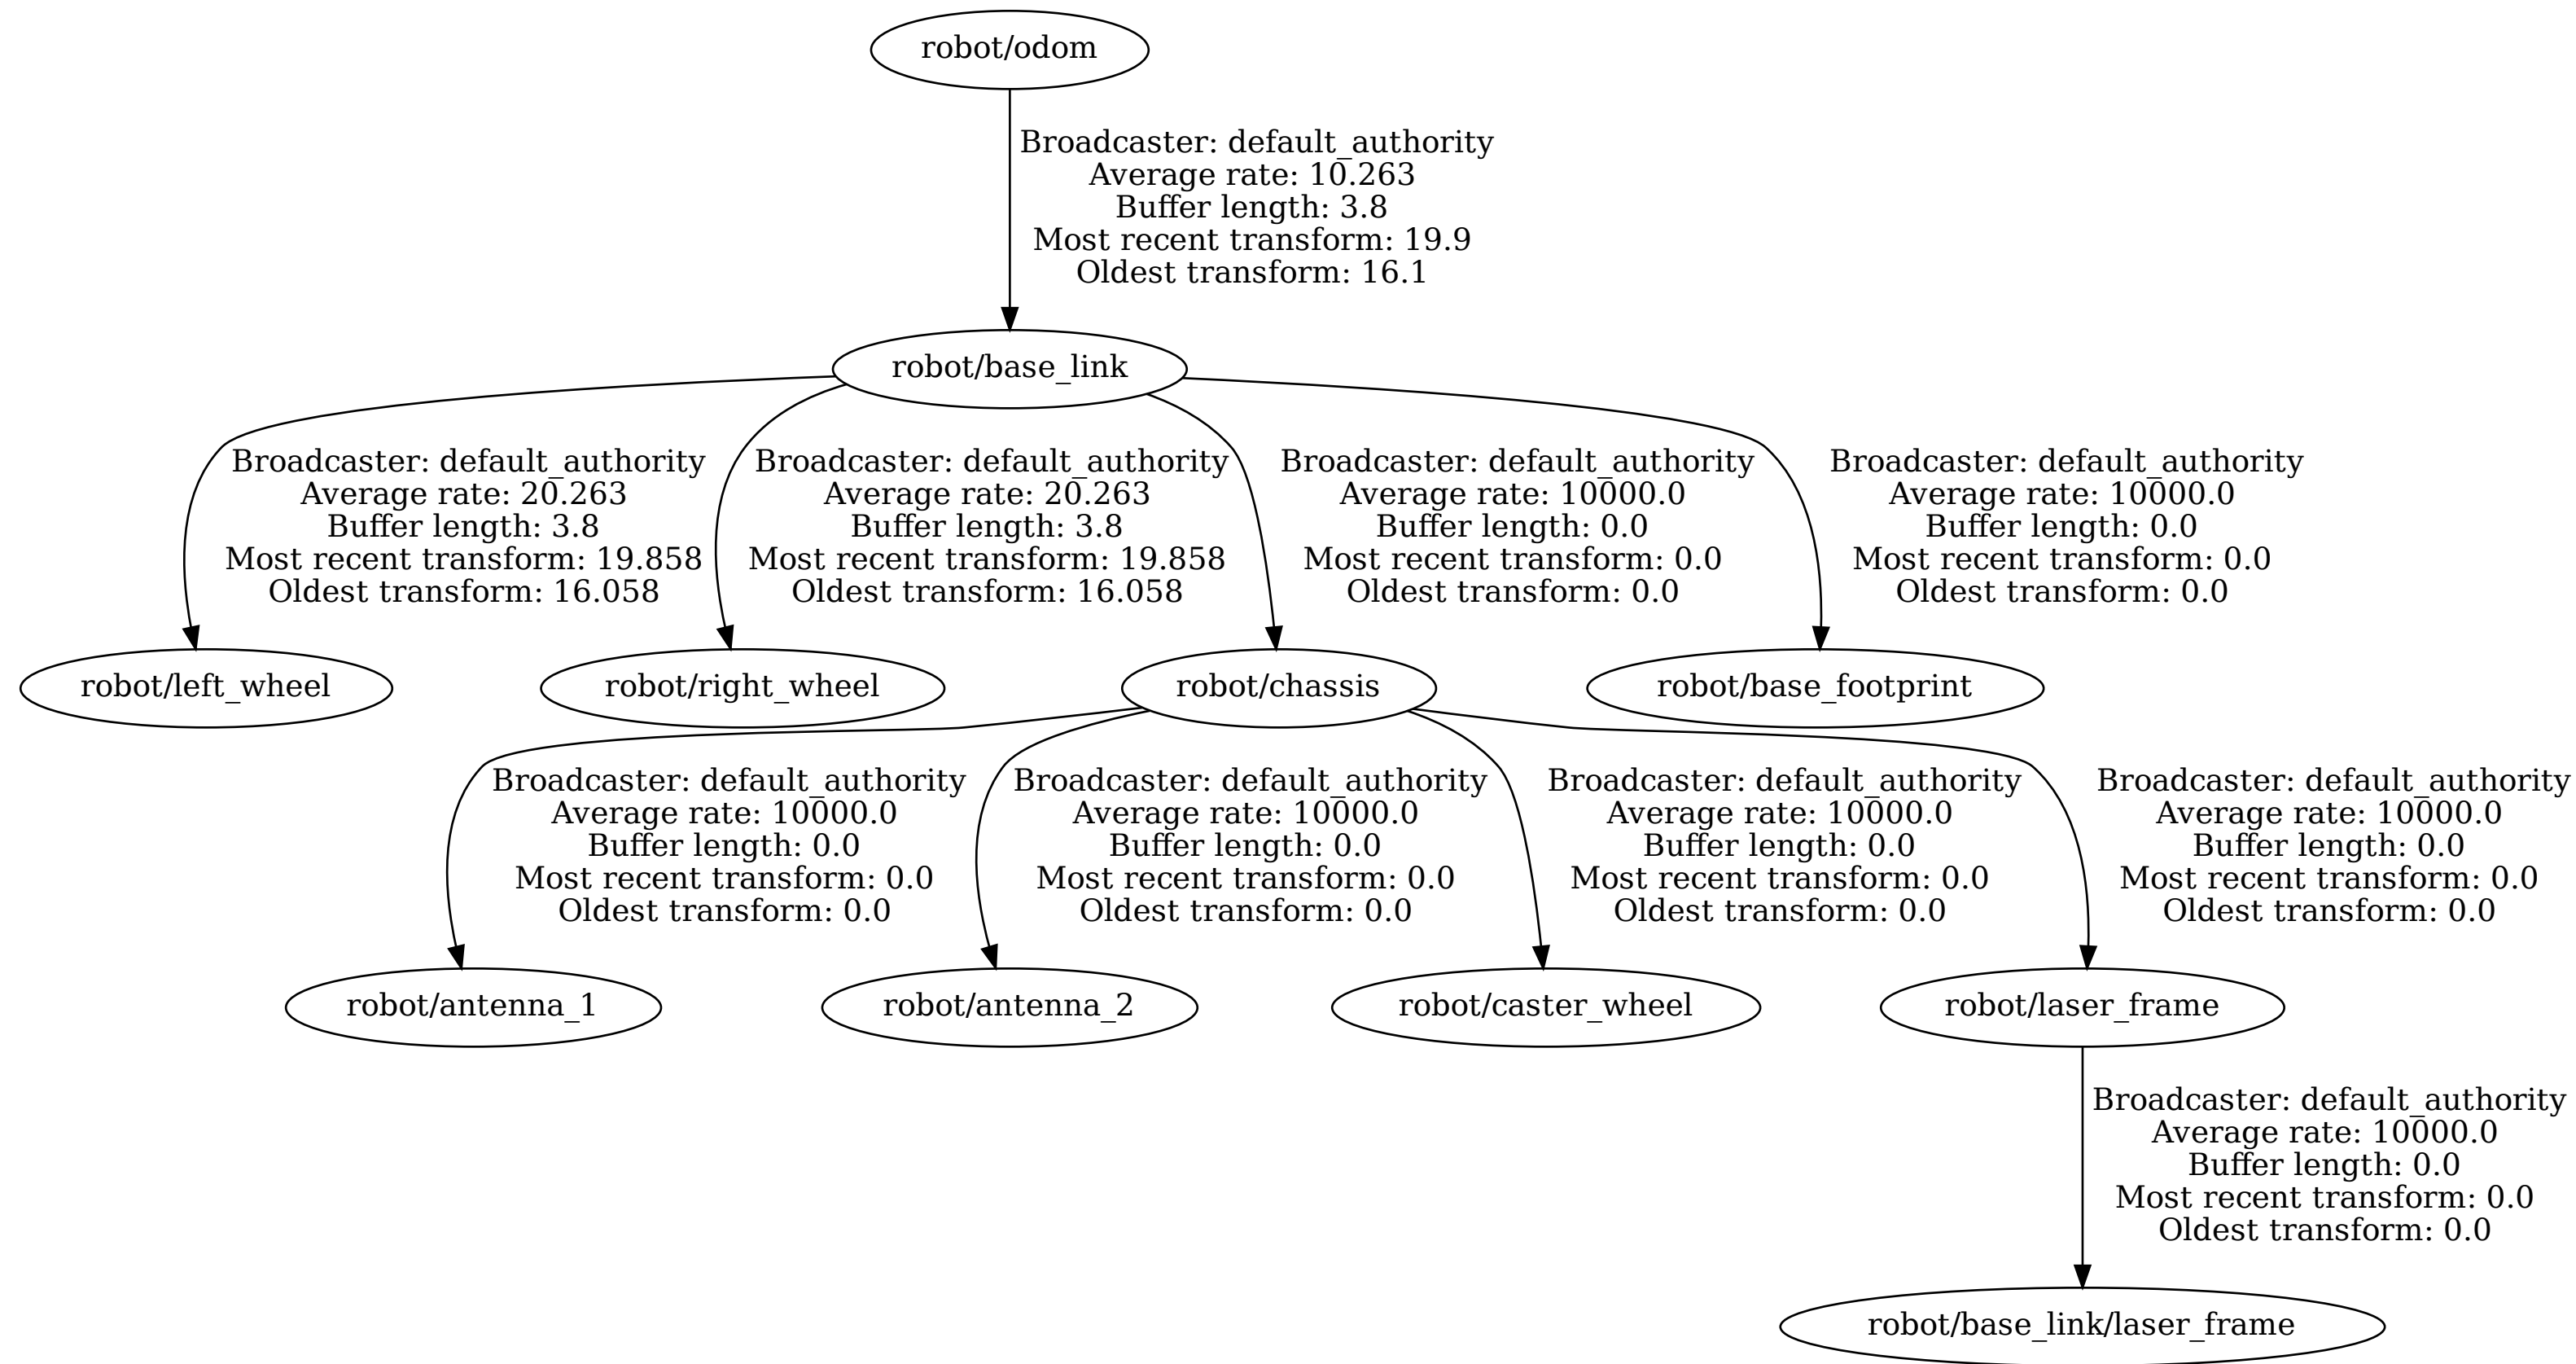 robot/odom
Broadcaster: default_authority
Average rate: 10.263
Buffer length: 3.8
Most recent transform: 19.9
Oldest transform: 16.1
robot/base_link
Broadcaster: default_authority
Average rate: 20.263
Buffer length: 3.8
Most recent transform: 19.858
Oldest transform: 16.058
Broadcaster: default_authority
Average rate: 20.263
Buffer length: 3.8
Most recent transform: 19.858
Oldest transform: 16.058
Broadcaster: default_authority
Average rate: 10000.0
Buffer length: 0.0
Most recent transform: 0.0
Oldest transform: 0.0
Broadcaster: default_authority
Average rate: 10000.0
Buffer length: 0.0
Most recent transform: 0.0
Oldest transform: 0.0
robot/left_wheel
robot/right_wheel
robot/chassis
robot/base_footprint
Broadcaster: default_authority
Average rate: 10000.0
Buffer length: 0.0
Most recent transform: 0.0
Oldest transform: 0.0
Broadcaster: default_authority
Average rate: 10000.0
Buffer length: 0.0
Most recent transform: 0.0
Oldest transform: 0.0
Broadcaster: default_authority
Average rate: 10000.0
Buffer length: 0.0
Most recent transform: 0.0
Oldest transform: 0.0
Broadcaster: default_authority
Average rate: 10000.0
Buffer length: 0.0
Most recent transform: 0.0
Oldest transform: 0.0
robot/antenna_1
robot/antenna_2
robot/caster_wheel
robot/laser_frame
Broadcaster: default_authority
Average rate: 10000.0
Buffer length: 0.0
Most recent transform: 0.0
Oldest transform: 0.0
robot/base_link/laser_frame